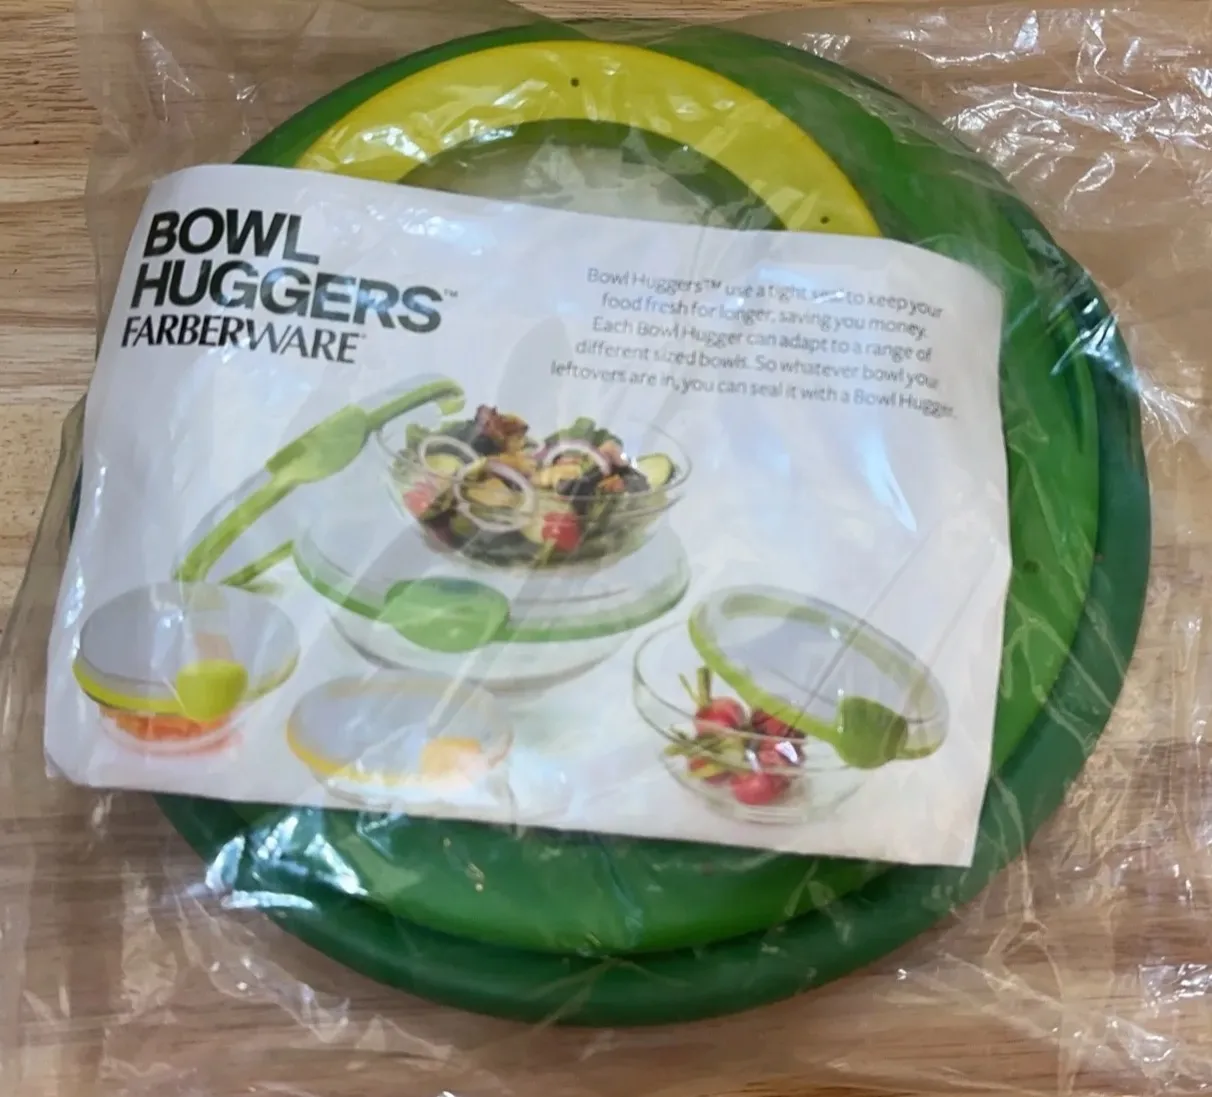 BOWL
HUGGERS™
FARBERWARE
Bowl Huggers™ use a tight seal to keep your
food fresh for longer, saving you money.
Each Bowl Hugger can adapt to a range of
different sized bowls. So whatever bowl your
leftovers are in, you can seal it with a Bowl Hugger.